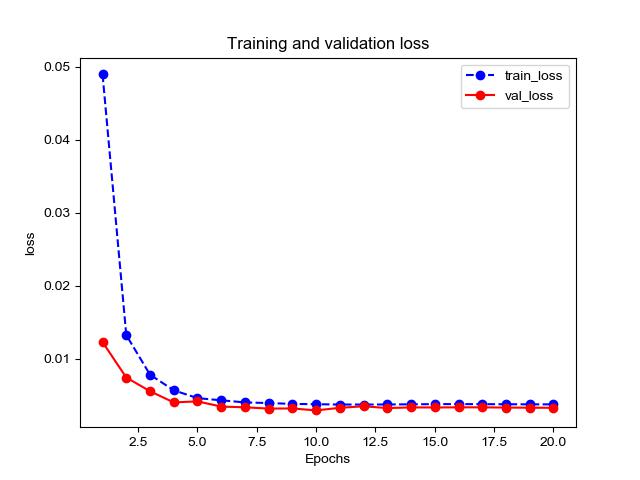 Training and validation loss
train_loss
val_loss
0.05
0.04
0.03
0.02
0.01
loss
2.5 5.0 7.5 10.0 12.5 15.0 17.5 20.0
Epochs